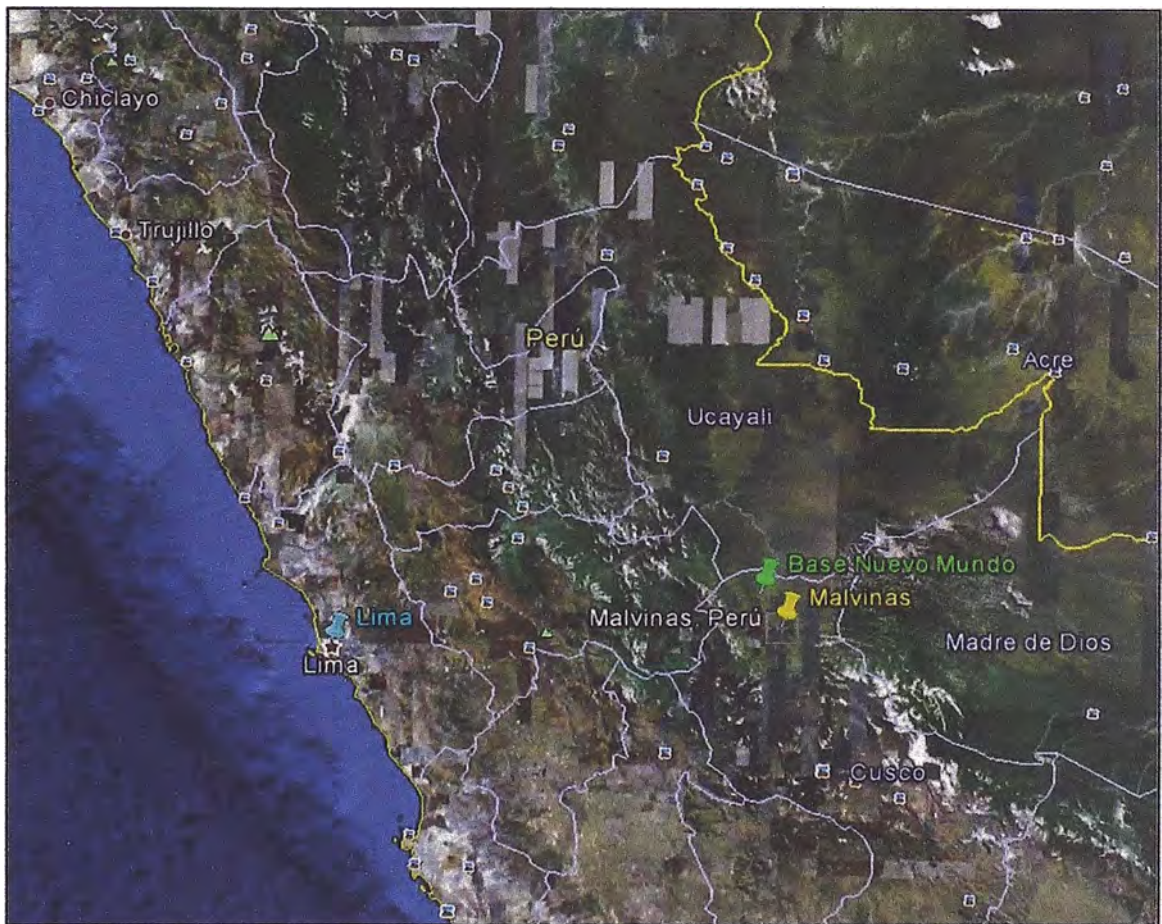 Chiclayo
Trujillo
Perú
Acre
Ucayali
Base Nuevo Mundo
Malvinas
Malvinas, Perú
Lima
Lima
Madre de Dios
Cusco